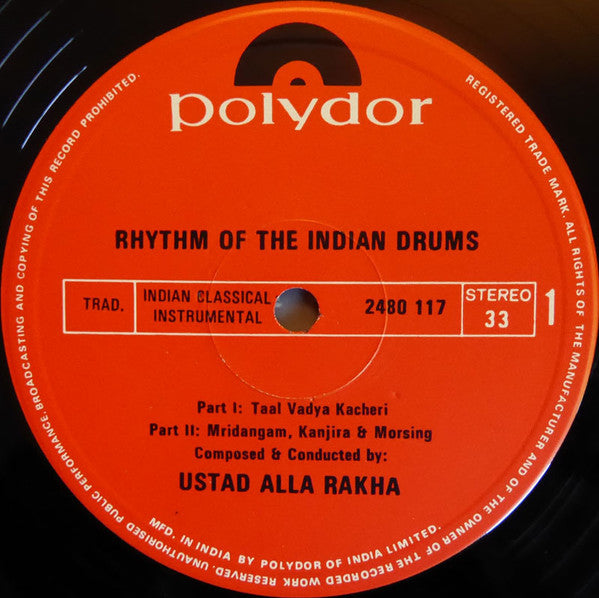 polydor
RHYTHM OF THE INDIAN DRUMS
TRAD.
INDIAN CLASSICAL
INSTRUMENTAL
2480 117
STEREO
33
1
Part I: Taal Vadya Kacheri
Part II: Mridangam, Kanjira & Morsing
Composed & Conducted by:
USTAD ALLA RAKHA
MFD. IN INDIA BY POLYDOR OF INDIA LIMITED.
REGISTERED TRADE MARK. ALL RIGHTS OF THE MANUFACTURER AND OF THE OWNER OF THE RECORDED WORK RESERVED. UNAUTHORISED PUBLIC PERFORMANCE, BROADCASTING AND COPYING OF THIS RECORD PROHIBITED.